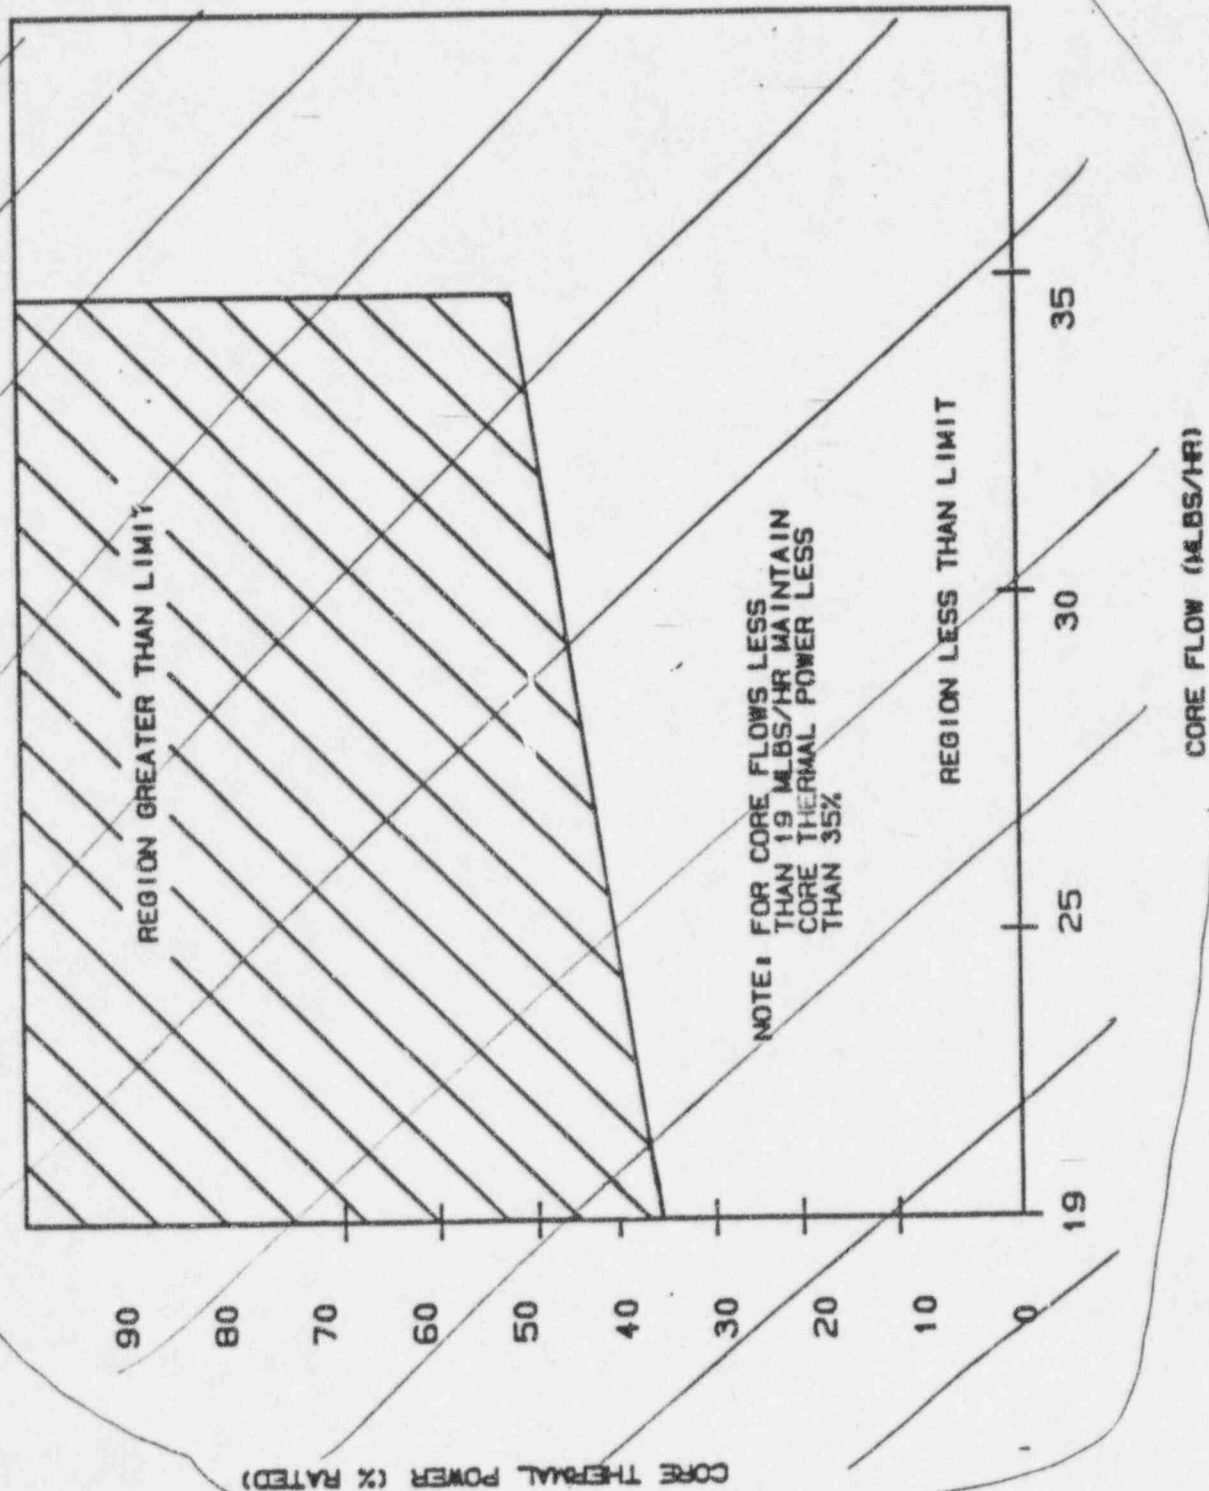 CORE THERMAL POWER (% RATED)
90
80
70
60
50
40
30
20
10
0
REGION GREATER THAN LIMIT
NOTE: FOR CORE FLOWS LESS
THAN 19 MLBS/HR MAINTAIN
CORE THERMAL POWER LESS
THAN 35%
REGION LESS THAN LIMIT
19
25
30
35
CORE FLOW (MLBS/HR)